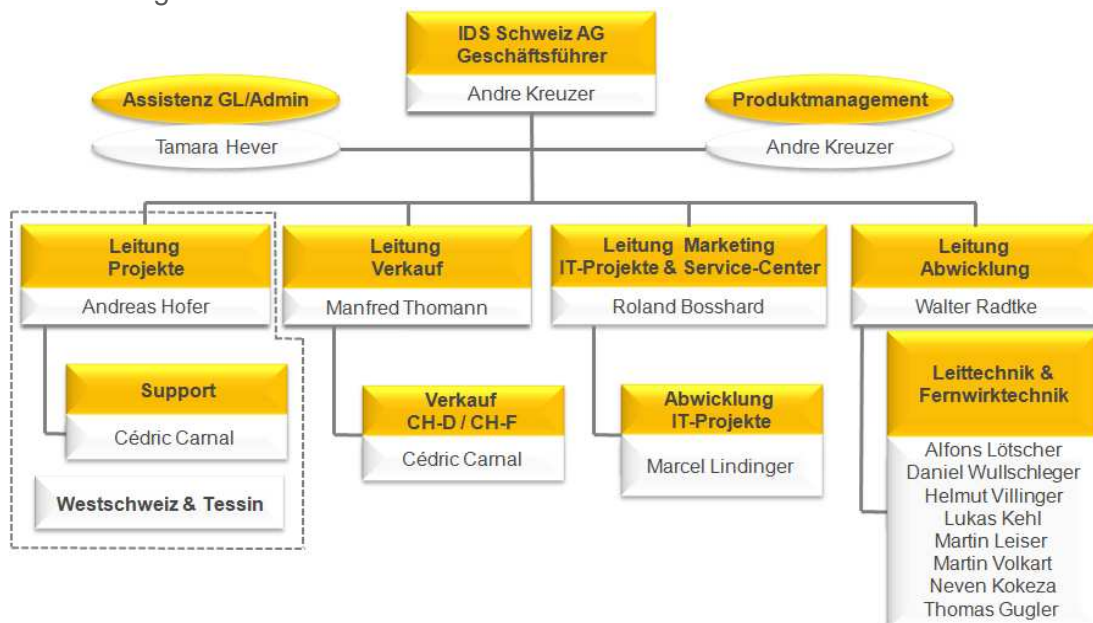 IDS Schweiz AG
Geschäftsführer
Andre Kreuzer
Assistenz GL/Admin
Tamara Hever
Produktmanagement
Andre Kreuzer
Leitung
Projekte
Andreas Hofer
Leitung
Verkauf
Manfred Thomann
Leitung Marketing
IT-Projekte & Service-Center
Roland Bosshard
Leitung
Abwicklung
Walter Radtke
Support
Cédric Carnal
Westschweiz & Tessin
Verkauf
CH-D / CH-F
Cédric Carnal
Abwicklung
IT-Projekte
Marcel Lindinger
Leittechnik &
Fernwirktechnik
Alfons Lötscher
Daniel Wullschleger
Helmut Villinger
Lukas Kehl
Martin Leiser
Martin Volkart
Neven Kokeza
Thomas Gugler